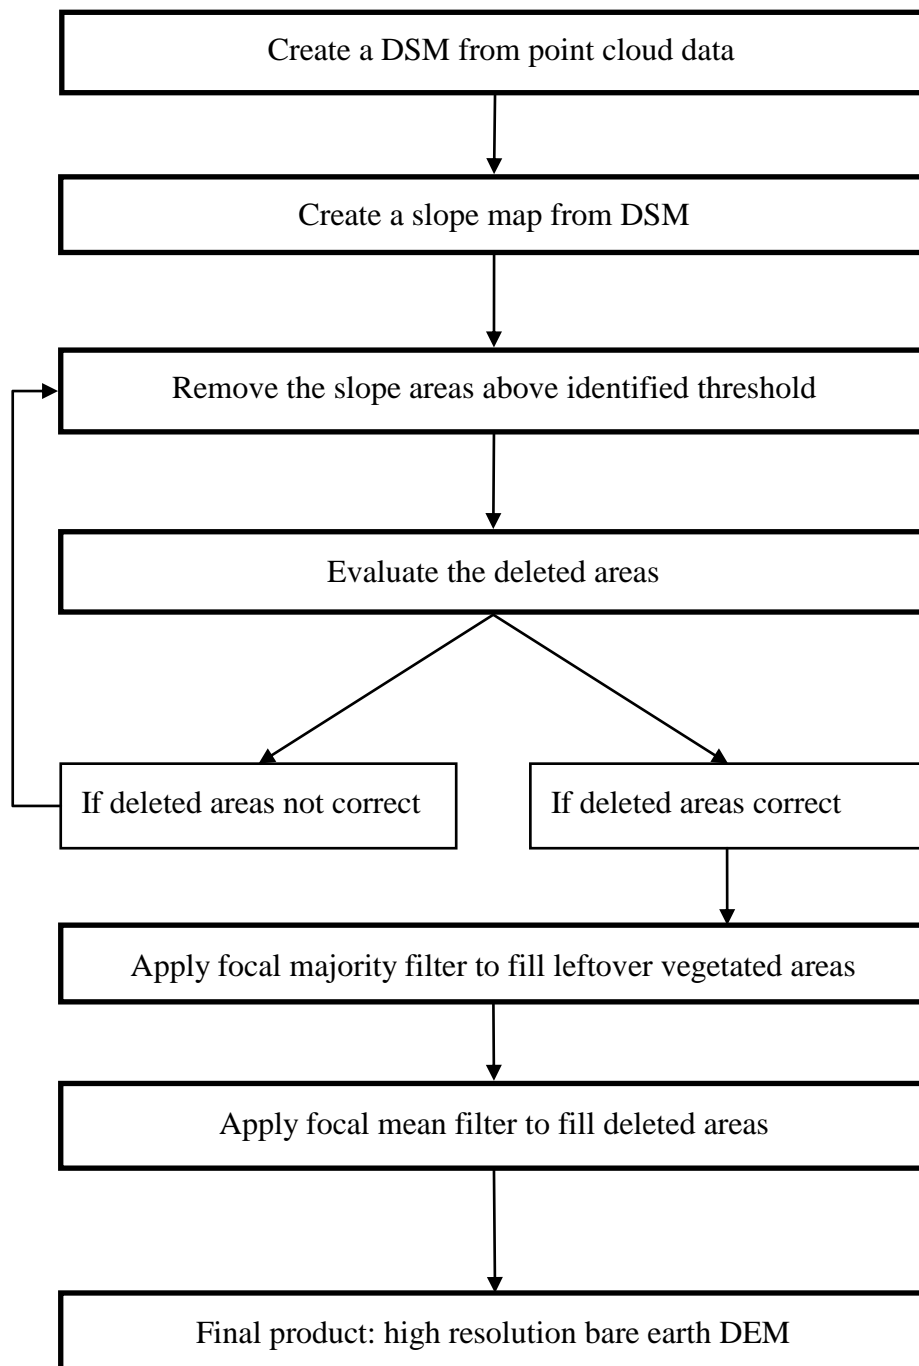 Create a DSM from point cloud data
Create a slope map from DSM
Remove the slope areas above identified threshold
Evaluate the deleted areas
If deleted areas not correct
If deleted areas correct
Apply focal majority filter to fill leftover vegetated areas
Apply focal mean filter to fill deleted areas
Final product: high resolution bare earth DEM